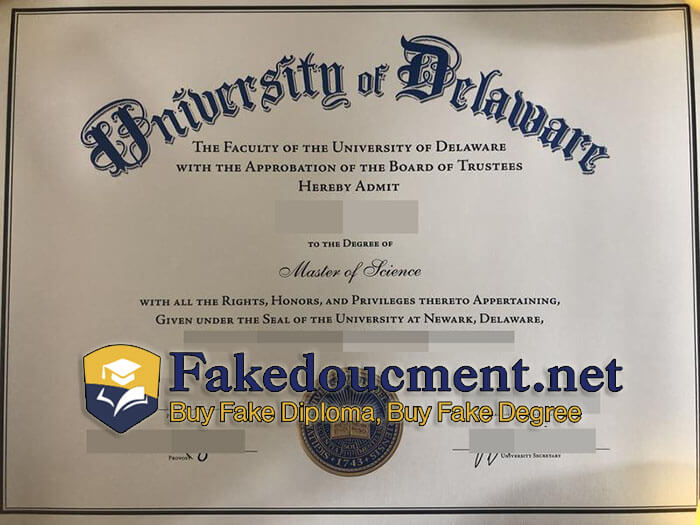 University of Delaware
The Faculty of the University of Delaware
with the Approbation of the Board of Trustees
Hereby Admit
to the Degree of
Master of Science
with all the Rights, Honors, and Privileges thereto Appertaining,
Given under the Seal of the University at Newark, Delaware,
Fakedoucment.net
Buy Fake Diploma, Buy Fake Degree
1743
Provost
University Secretary